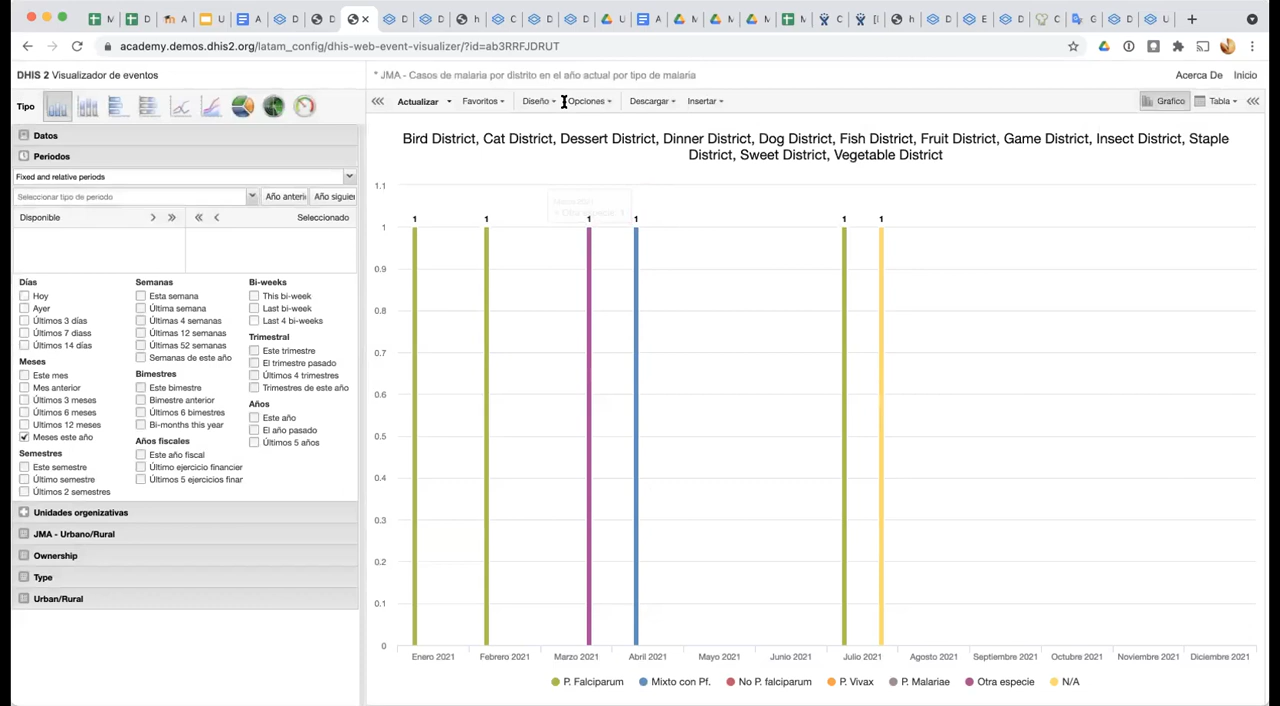 M
D
A
U
A
D
D
D
D
h
C
D
D
U
A
M
M
M
M
C
[
h
D
E
D
C
G
D
U
academy.demos.dhis2.org/latam_config/dhis-web-event-visualizer/?id=ab3RRFJDRUT
DHIS 2 Visualizador de eventos
* JMA - Casos de malaria por distrito en el año actual por tipo de malaria
Acerca De Inicio
Tipo
Actualizar Favoritos Diseño Opciones Descargar Insertar Grafico Tabla
Datos
Periodos
Fixed and relative periods
Seleccionar tipo de periodo Año anteri Año siguier
Disponible Seleccionado
Días
Hoy
Ayer
Últimos 3 días
Últimos 7 diass
Últimos 14 días
Meses
Este mes
Mes anterior
Últimos 3 meses
Últimos 6 meses
Ultimos 12 meses
Meses este año
Semestres
Este semestre
Último semestre
Últimos 2 semestres
Semanas
Esta semana
Última semana
Últimas 4 semanas
Últimas 12 semanas
Últimas 52 semanas
Semanas de este año
Bimestres
Este bimestre
Bimestre anterior
Últimos 6 bimestres
Bi-months this year
Años fiscales
Este año fiscal
Último ejercicio financier
Últimos 5 ejercicios finar
Bi-weeks
This bi-week
Last bi-week
Last 4 bi-weeks
Trimestral
Este trimestre
El trimestre pasado
Últimos 4 trimestres
Trimestres de este año
Años
Este año
El año pasado
Últimos 5 años
Unidades organizativas
JMA - Urbano/Rural
Ownership
Type
Urban/Rural
Bird District, Cat District, Dessert District, Dinner District, Dog District, Fish District, Fruit District, Game District, Insect District, Staple
District, Sweet District, Vegetable District
1.1
1
0.9
0.8
0.7
0.6
0.5
0.4
0.3
0.2
0.1
0
1 1 1 1 1 1
Otra especie: 1
Enero 2021 Febrero 2021 Marzo 2021 Abril 2021 Mayo 2021 Junio 2021 Julio 2021 Agosto 2021 Septiembre 2021 Octubre 2021 Noviembre 2021 Diciembre 2021
P. Falciparum Mixto con Pf. No P. falciparum P. Vivax P. Malariae Otra especie N/A